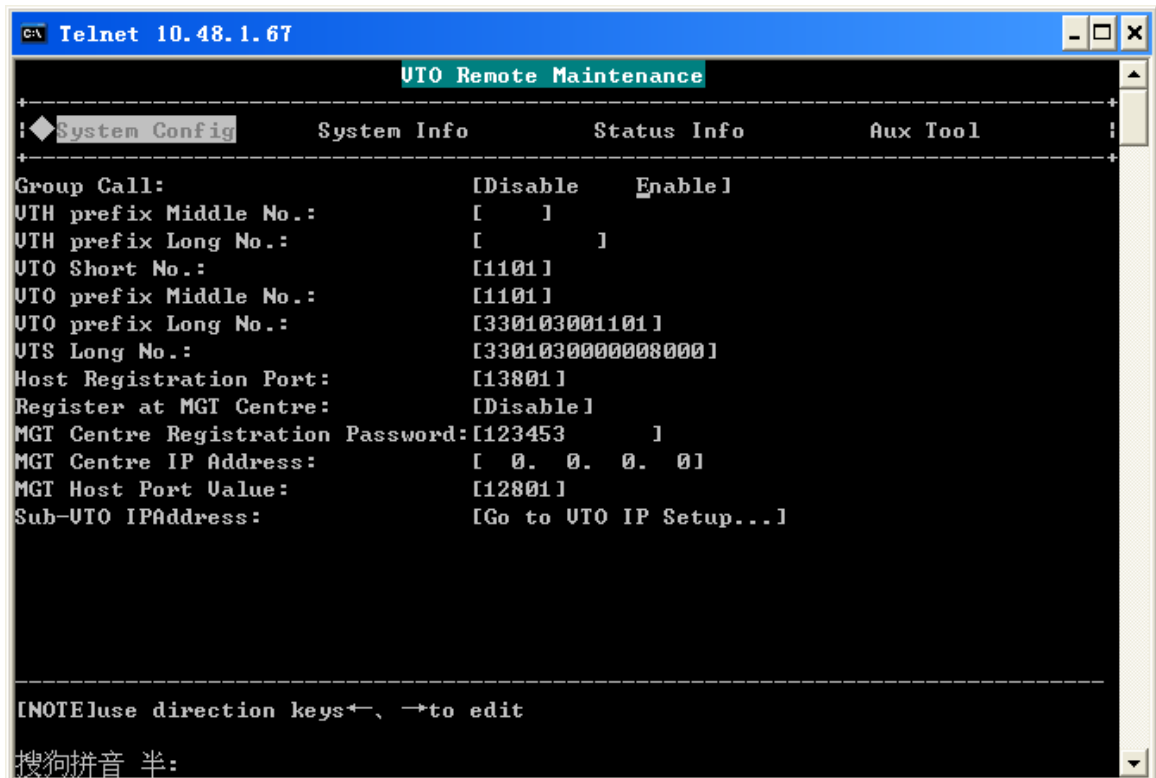 Telnet 10.48.1.67
VTO Remote Maintenance
System Config System Info Status Info Aux Tool
Group Call: [Disable Enable]
VTH prefix Middle No.: [ ]
VTH prefix Long No.: [ ]
VTO Short No.: [1101]
VTO prefix Middle No.: [1101]
VTO prefix Long No.: [330103001101]
VTS Long No.: [3301030000008000]
Host Registration Port: [13801]
Register at MGT Centre: [Disable]
MGT Centre Registration Password:[123453 ]
MGT Centre IP Address: [ 0. 0. 0. 0]
MGT Host Port Value: [12801]
Sub-VTO IPAddress: [Go to VTO IP Setup...]
[NOTE]use direction keys←、→to edit
搜狗拼音 半: